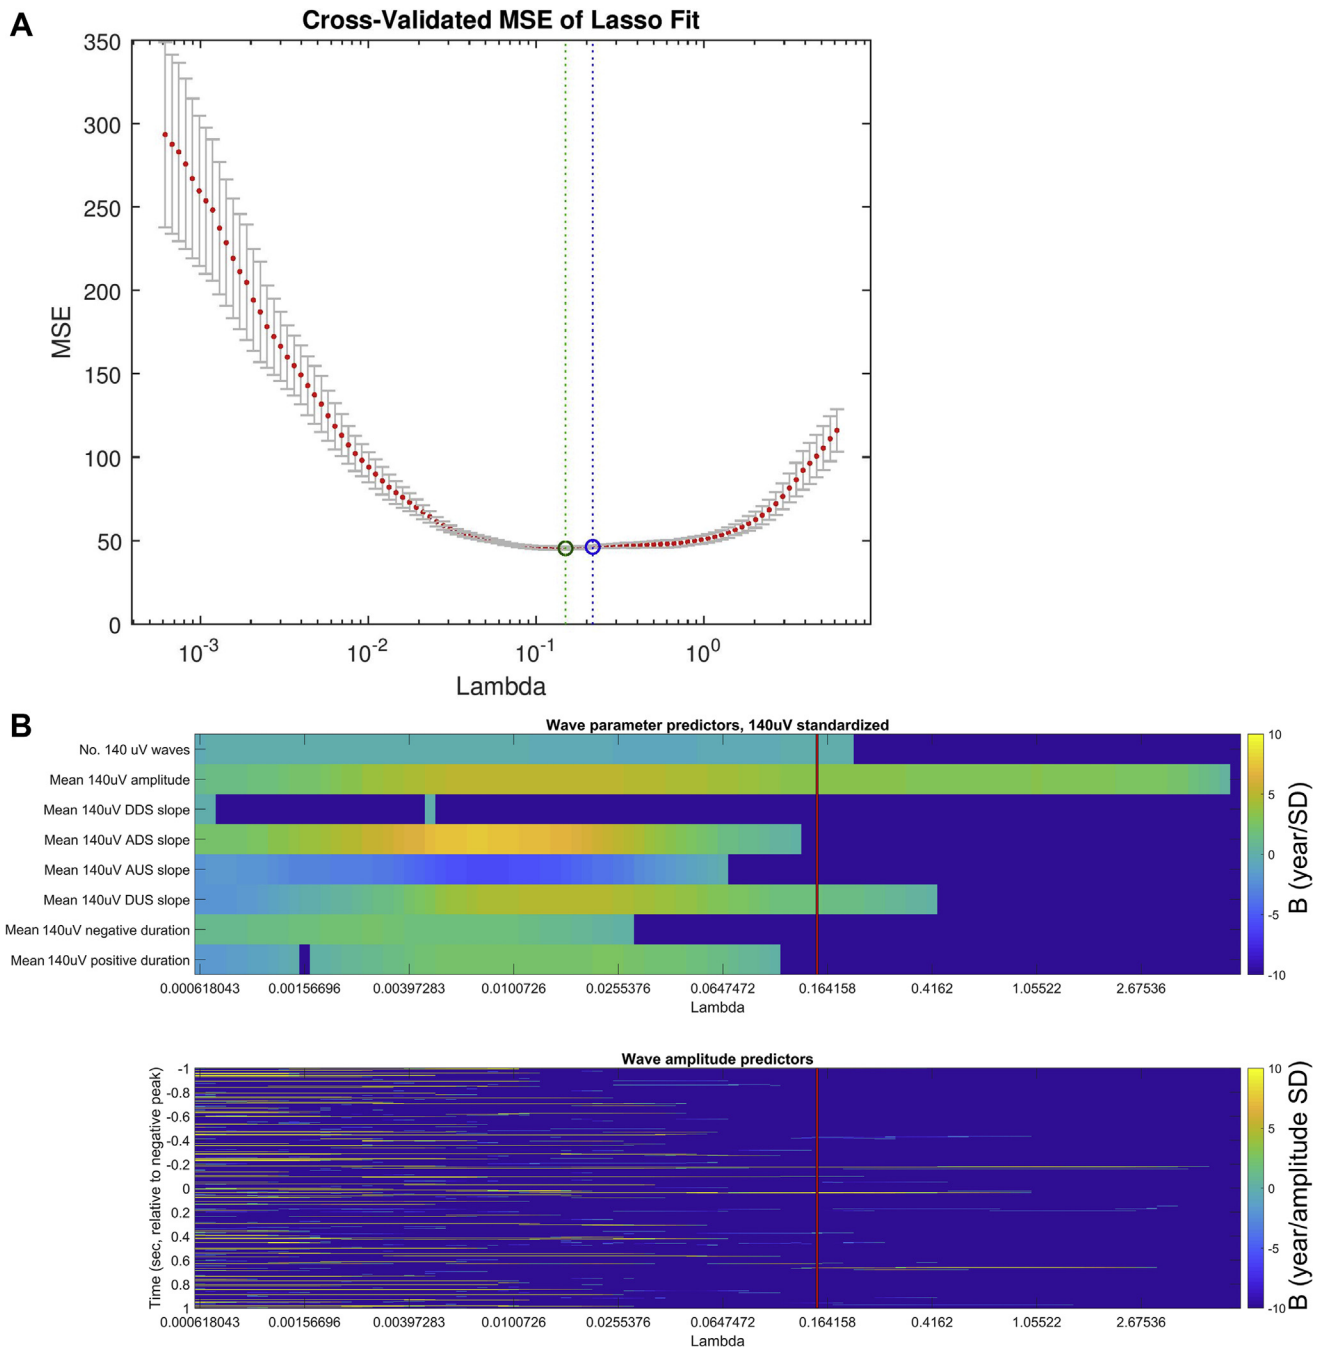 A
Cross-Validated MSE of Lasso Fit
350
300
250
200
150
100
50
0
MSE
10-3
10-2
10-1
100
Lambda
B
Wave parameter predictors, 140uV standardized
No. 140 uV waves
Mean 140uV amplitude
Mean 140uV DDS slope
Mean 140uV ADS slope
Mean 140uV AUS slope
Mean 140uV DUS slope
Mean 140uV negative duration
Mean 140uV positive duration
0.000618043 0.00156696 0.00397283 0.0100726 0.0255376 0.0647472 0.164158 0.4162 1.05522 2.67536
Lambda
10
5
0
-5
-10
B (year/SD)
Wave amplitude predictors
Time (sec, relative to negative peak)
-1
-0.8
-0.6
-0.4
-0.2
0
0.2
0.4
0.6
0.8
1
0.000618043 0.00156696 0.00397283 0.0100726 0.0255376 0.0647472 0.164158 0.4162 1.05522 2.67536
Lambda
10
5
0
-5
-10
B (year/amplitude SD)